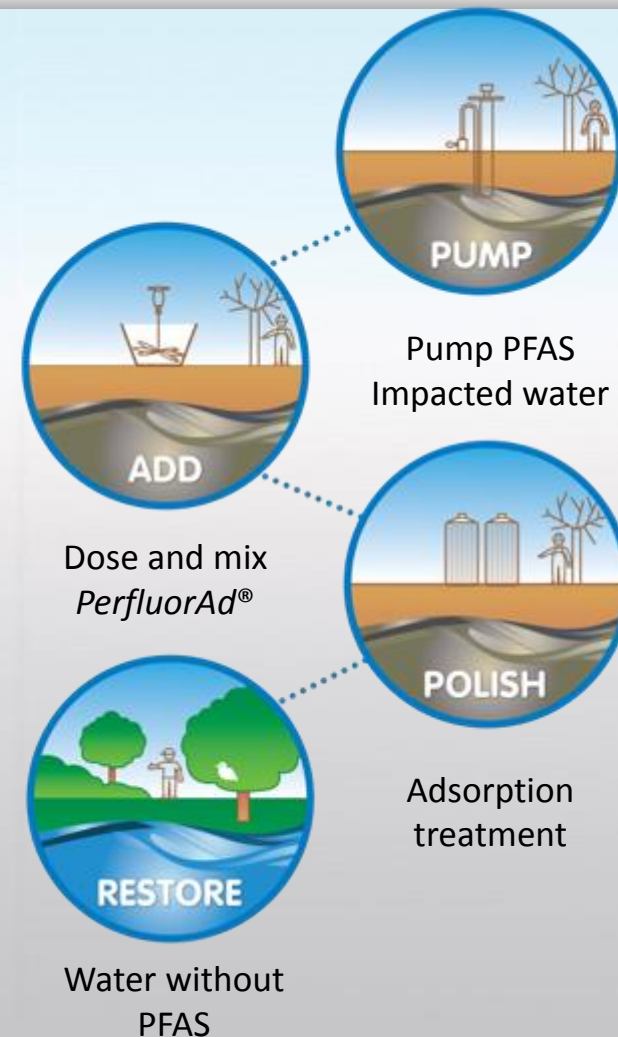 PUMP
Pump PFAS
Impacted water
ADD
Dose and mix
PerfluorAd®
POLISH
Adsorption
treatment
RESTORE
Water without
PFAS